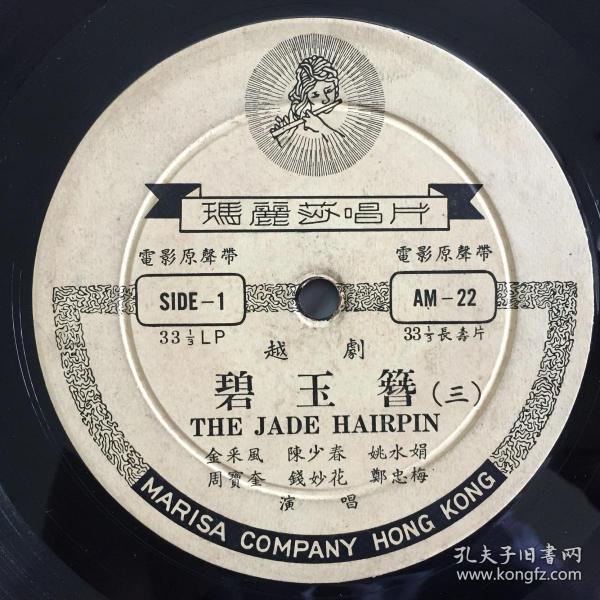 瑪麗莎唱片
電影原聲帶 電影原聲帶
SIDE-1 AM-22
33⅓LP 33⅓長壽片
越劇
碧玉簪(三)
THE JADE HAIRPIN
金采風 陳少春 姚水娟
周寶奎 錢妙花 鄭忠梅
演唱
MARISA COMPANY HONG KONG
孔夫子旧書网
www.kongfz.com